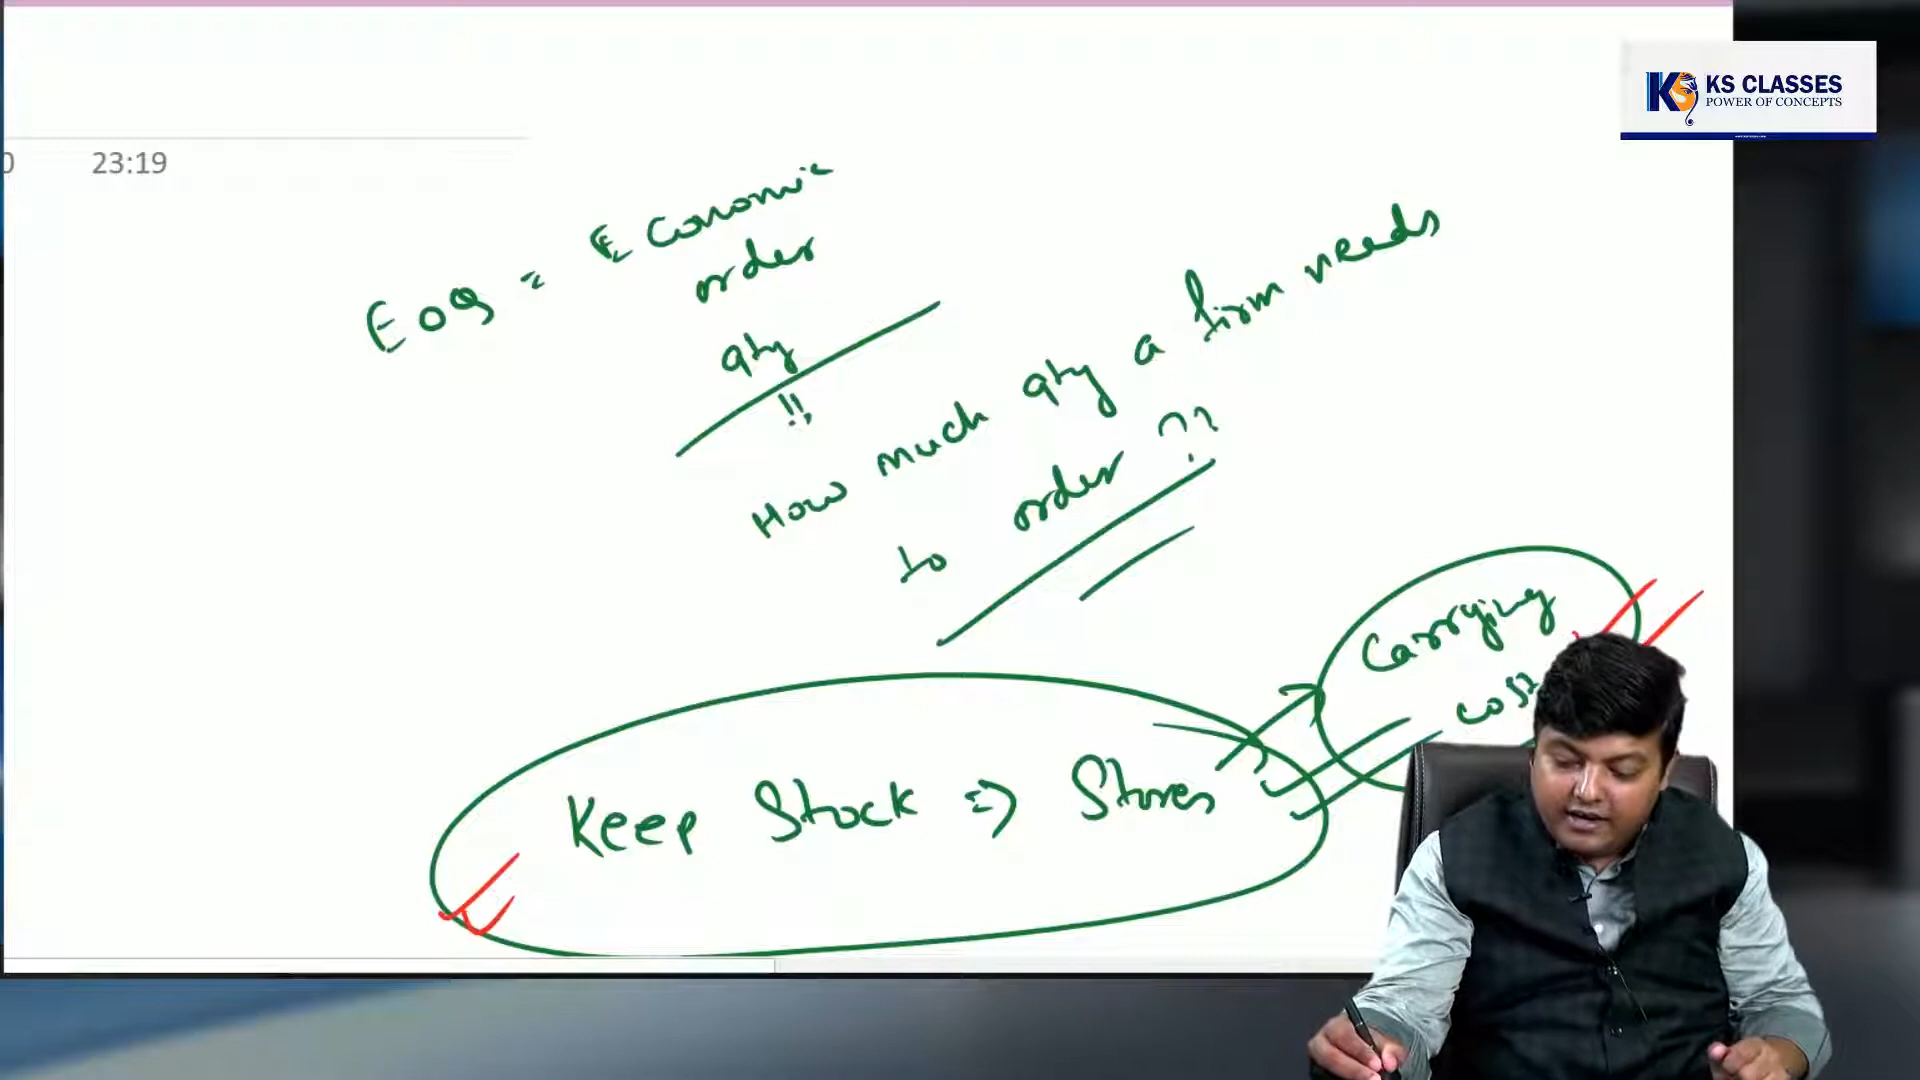 KS CLASSES
POWER OF CONCEPTS
23:19
EOQ = Economic
order
qty
!!
How much qty a firm needs
to order ??
Carrying
cost
Keep Stock => Stores